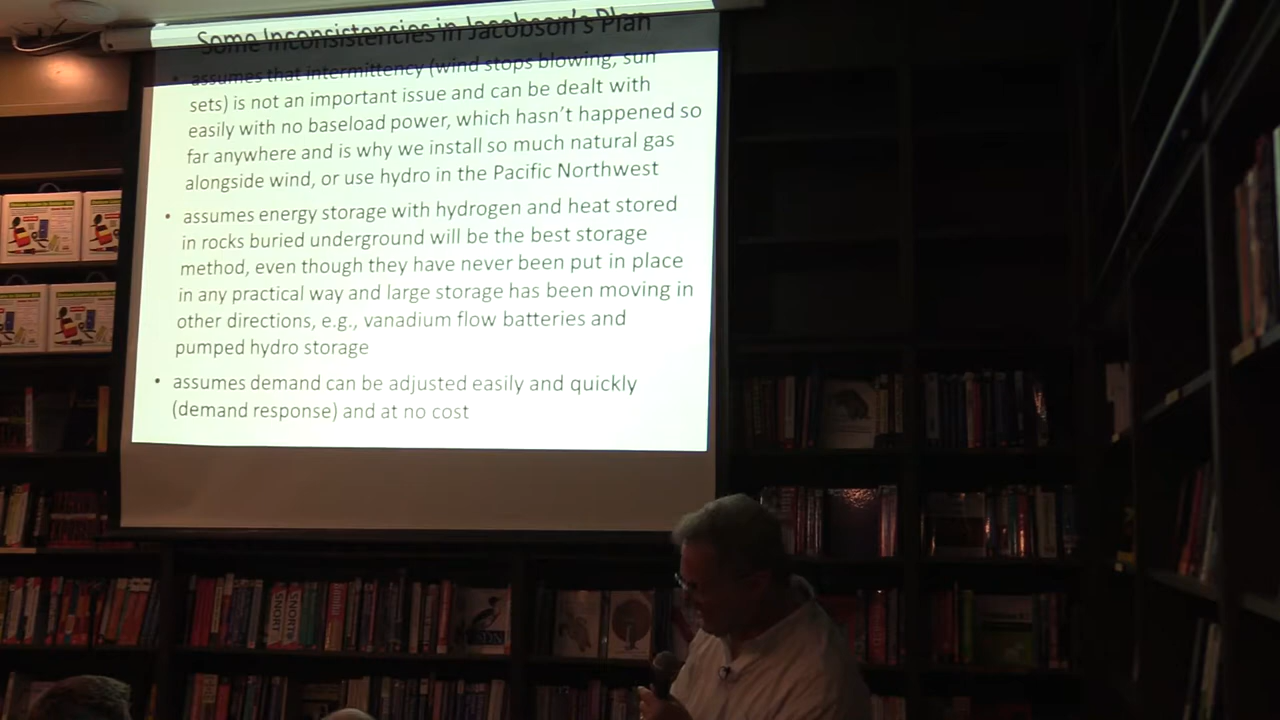 Some Inconsistencies in Jacobson's Plan
• assumes that intermittency (wind stops blowing, sun
sets) is not an important issue and can be dealt with
easily with no baseload power, which hasn't happened so
far anywhere and is why we install so much natural gas
alongside wind, or use hydro in the Pacific Northwest
• assumes energy storage with hydrogen and heat stored
in rocks buried underground will be the best storage
method, even though they have never been put in place
in any practical way and large storage has been moving in
other directions, e.g., vanadium flow batteries and
pumped hydro storage
• assumes demand can be adjusted easily and quickly
(demand response) and at no cost
SNORT
SNORT